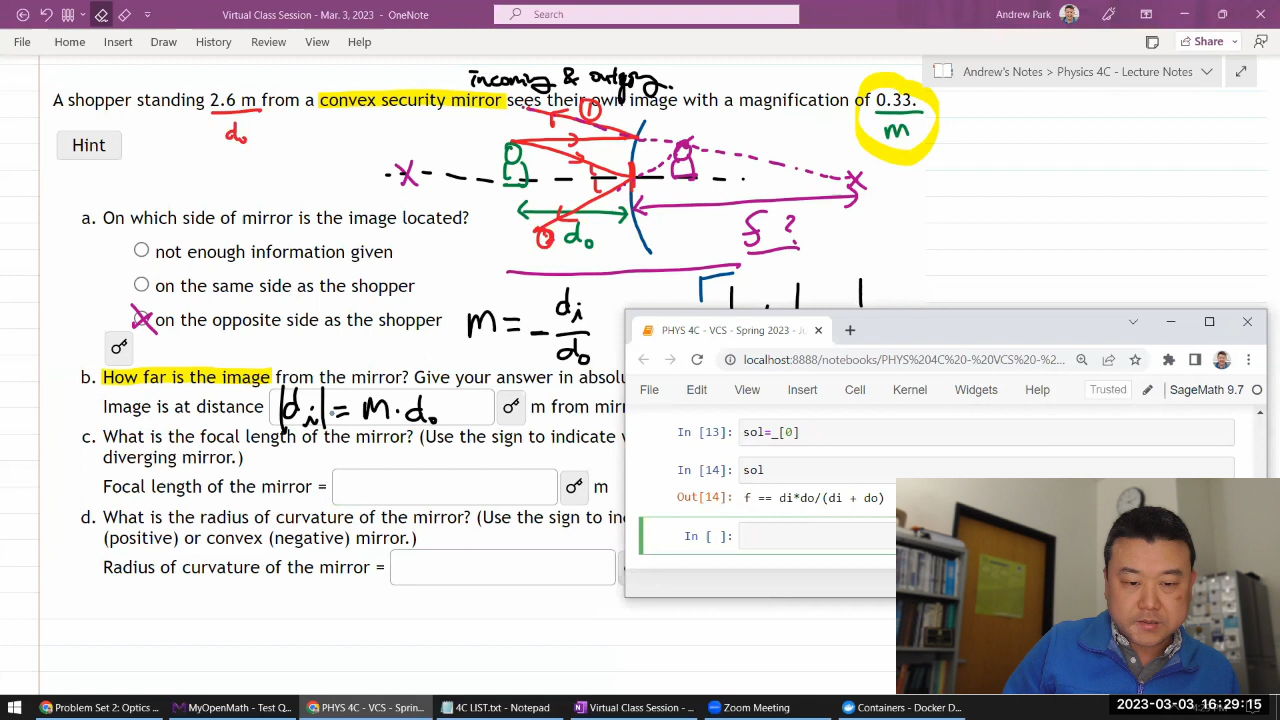 Virtual Class Session - Mar. 3, 2023 - OneNote
Search
Andrew Park
File Home Insert Draw History Review View Help
Share
incoming & outgoing.
Andrew's Notes > Physics 4C - Lecture Notes
A shopper standing 2.6 m from a convex security mirror sees their own image with a magnification of 0.33.
do
①
m
Hint
x
x
a. On which side of mirror is the image located?
②
do
f ?
not enough information given
on the same side as the shopper
on the opposite side as the shopper
m = - di/do
b. How far is the image from the mirror? Give your answer in absolu
Image is at distance |di| = m · do m from mirr
c. What is the focal length of the mirror? (Use the sign to indicate
diverging mirror.)
Focal length of the mirror = m
d. What is the radius of curvature of the mirror? (Use the sign to in
(positive) or convex (negative) mirror.)
Radius of curvature of the mirror =
PHYS 4C - VCS - Spring 2023 - Ju
localhost:8888/notebooks/PHYS%204C%20-%20VCS%20-%2...
File Edit View Insert Cell Kernel Widgets Help Trusted SageMath 9.7
In [13]: sol=_[0]
In [14]: sol
Out[14]: f == di*do/(di + do)
In [ ]:
Problem Set 2: Optics MyOpenMath - Test Q... PHYS 4C - VCS - Sprin... 4C LIST.txt - Notepad Virtual Class Session -... Zoom Meeting Containers - Docker D...
2023-03-03 16:29:15